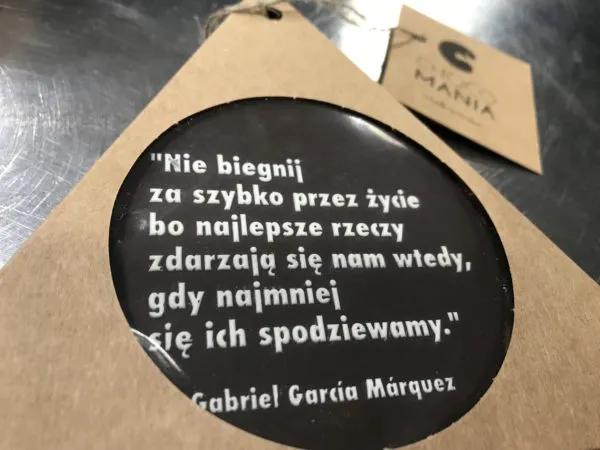 CHOCO
MANIA
"Nie biegnij
za szybko przez życie
bo najlepsze rzeczy
zdarzają się nam wtedy,
gdy najmniej
się ich spodziewamy."
Gabriel García Márquez